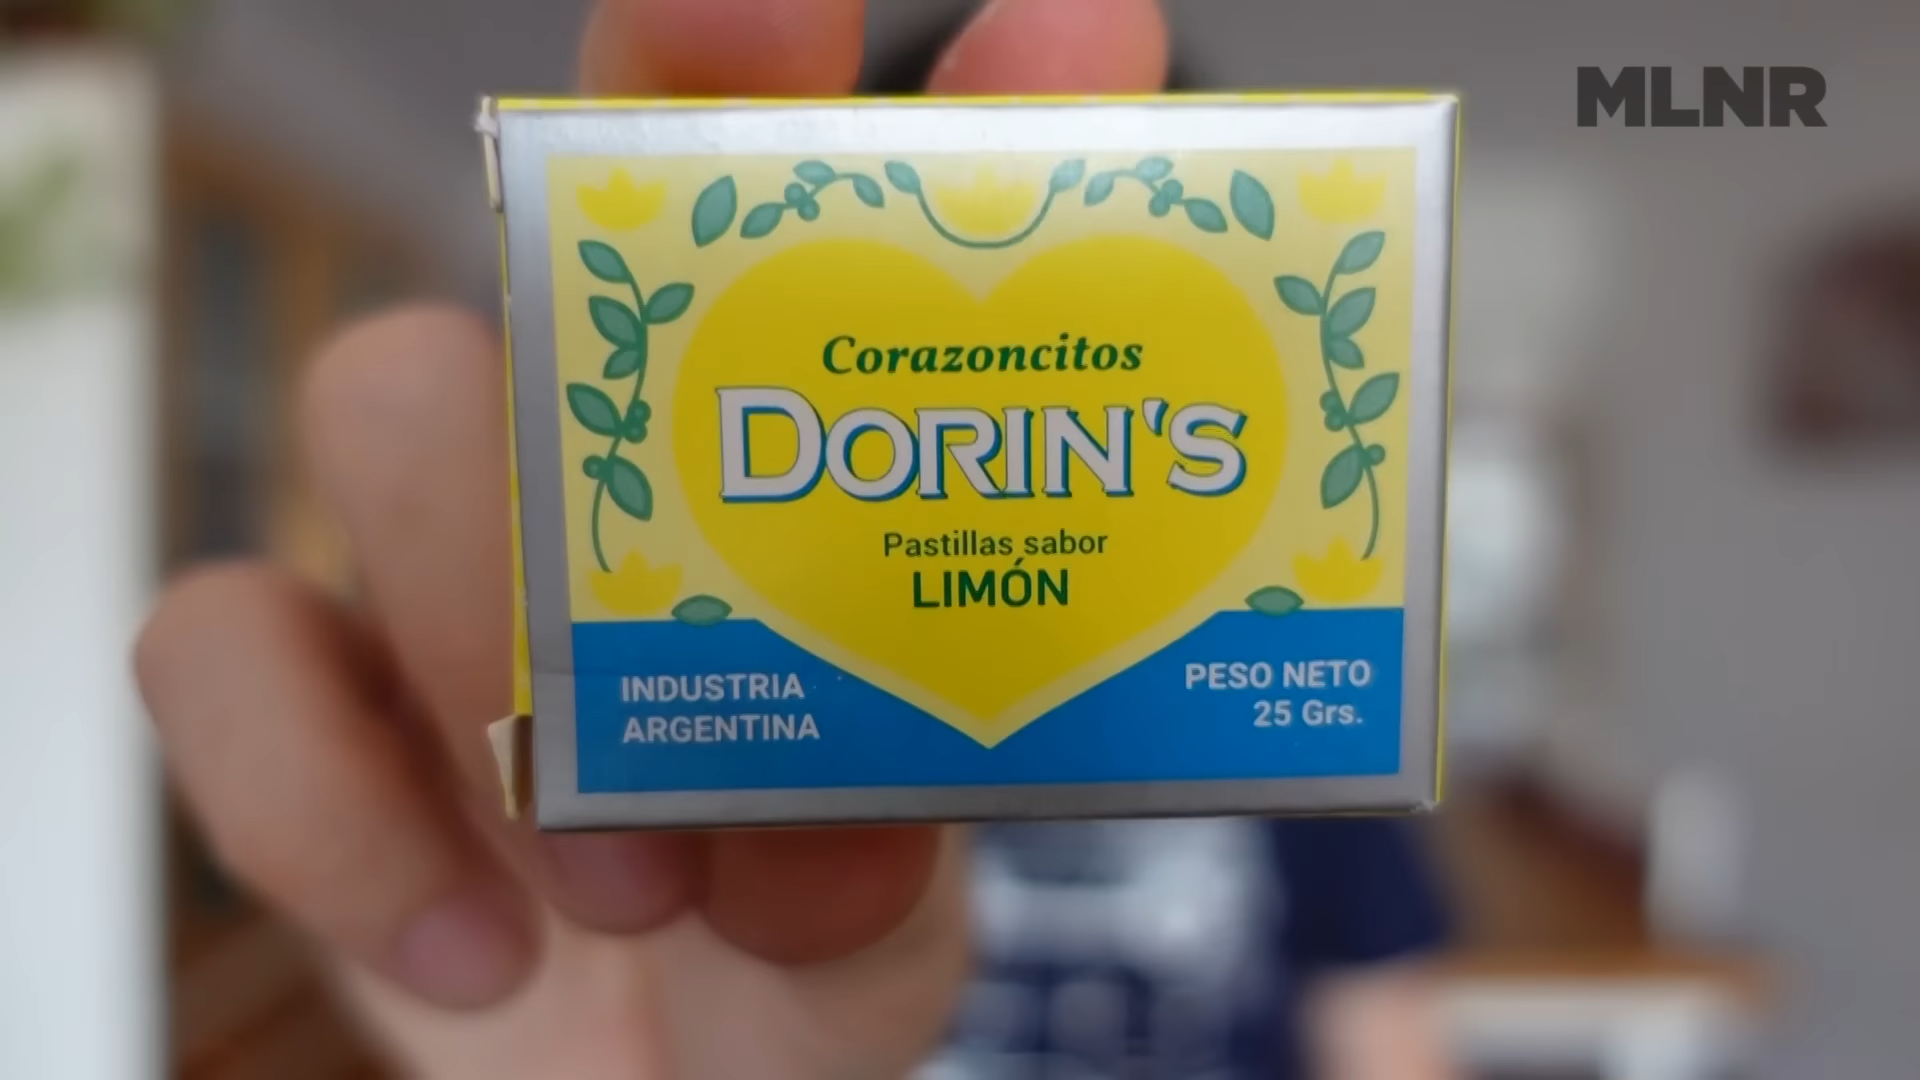 MLNR
Corazoncitos
DORIN'S
Pastillas sabor
LIMÓN
INDUSTRIA
ARGENTINA
PESO NETO
25 Grs.